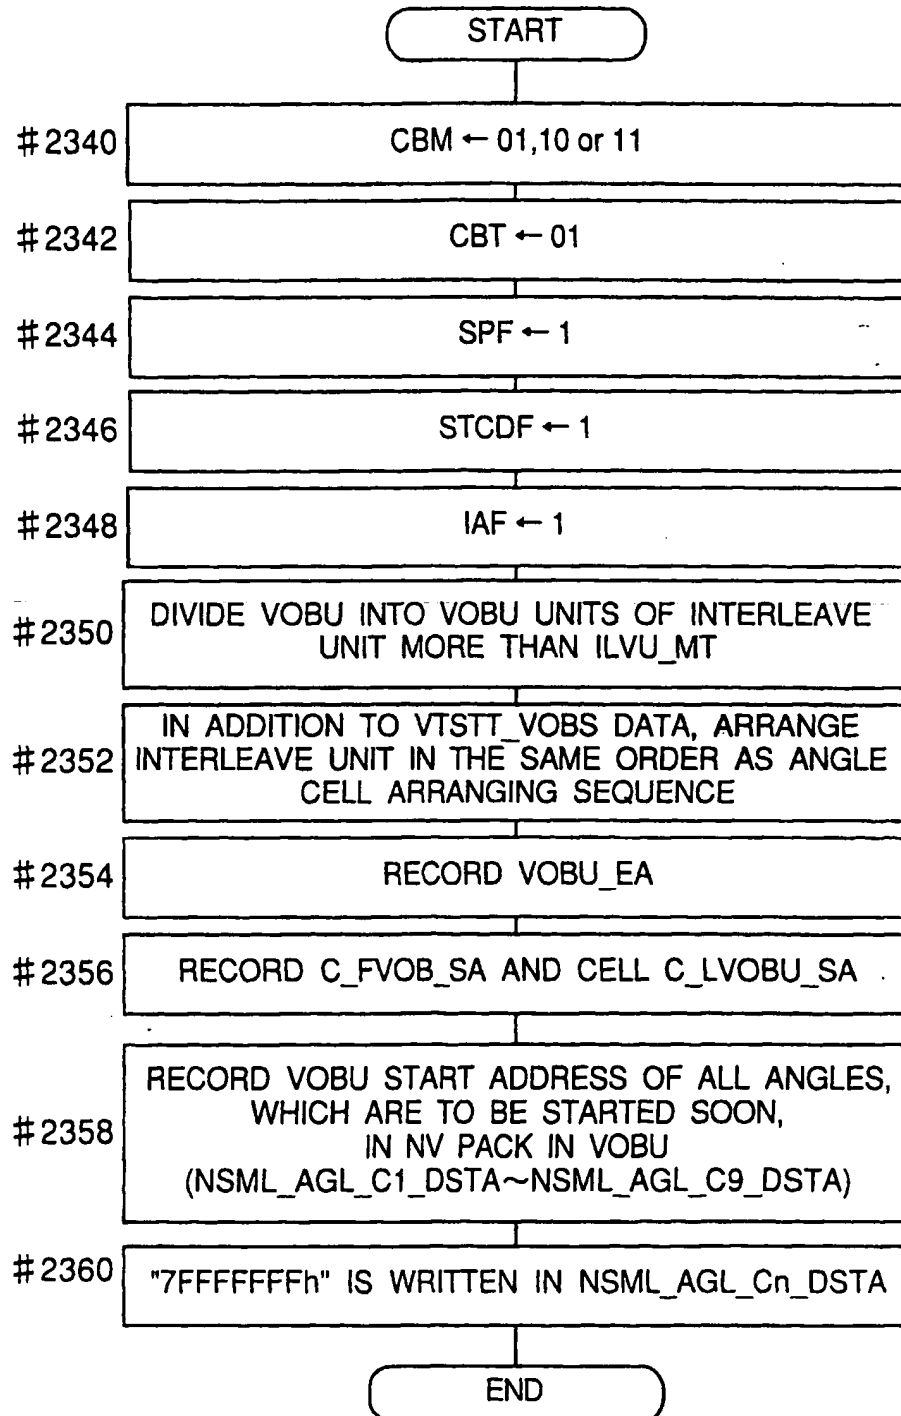 START
#2340
CBM ← 01,10 or 11
#2342
CBT ← 01
#2344
SPF ← 1
#2346
STCDF ← 1
#2348
IAF ← 1
#2350
DIVIDE VOBU INTO VOBU UNITS OF INTERLEAVE
UNIT MORE THAN ILVU_MT
#2352
IN ADDITION TO VTSTT_VOBS DATA, ARRANGE
INTERLEAVE UNIT IN THE SAME ORDER AS ANGLE
CELL ARRANGING SEQUENCE
#2354
RECORD VOBU_EA
#2356
RECORD C_FVOB_SA AND CELL C_LVOBU_SA
#2358
RECORD VOBU START ADDRESS OF ALL ANGLES,
WHICH ARE TO BE STARTED SOON,
IN NV PACK IN VOBU
(NSML_AGL_C1_DSTA~NSML_AGL_C9_DSTA)
#2360
"7FFFFFFFh" IS WRITTEN IN NSML_AGL_Cn_DSTA
END